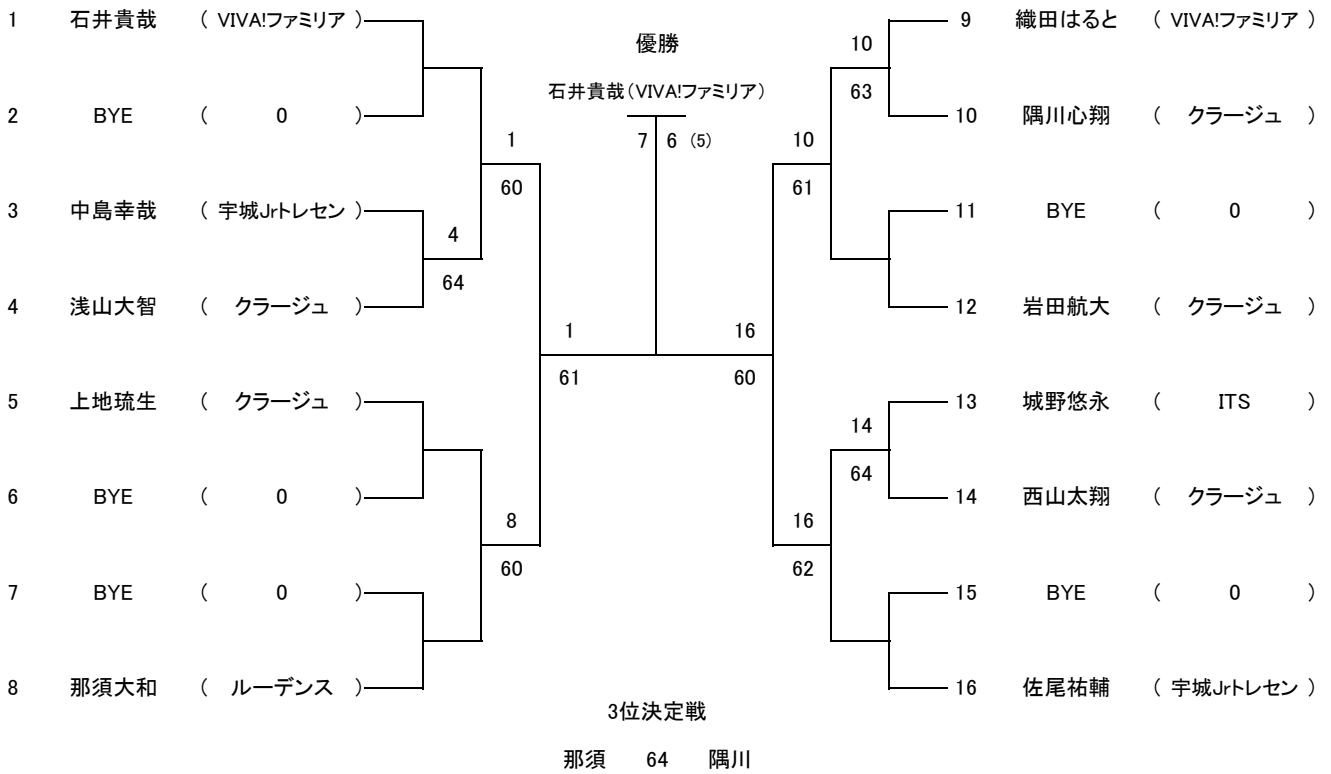 1 石井貴哉 ( VIVA!ファミリア )
2 BYE ( 0 )
3 中島幸哉 ( 宇城Jrトレセン )
4 浅山大智 ( クラージュ )
5 上地琉生 ( クラージュ )
6 BYE ( 0 )
7 BYE ( 0 )
8 那須大和 ( ルーデンス )
4
64
1
60
8
60
1
61
優勝
石井貴哉(VIVA!ファミリア)
7 6 (5)
16
60
10
61
16
62
10
63
14
64
9 織田はると ( VIVA!ファミリア )
10 隅川心翔 ( クラージュ )
11 BYE ( 0 )
12 岩田航大 ( クラージュ )
13 城野悠永 ( ITS )
14 西山太翔 ( クラージュ )
15 BYE ( 0 )
16 佐尾祐輔 ( 宇城Jrトレセン )
3位決定戦
那須 64 隅川